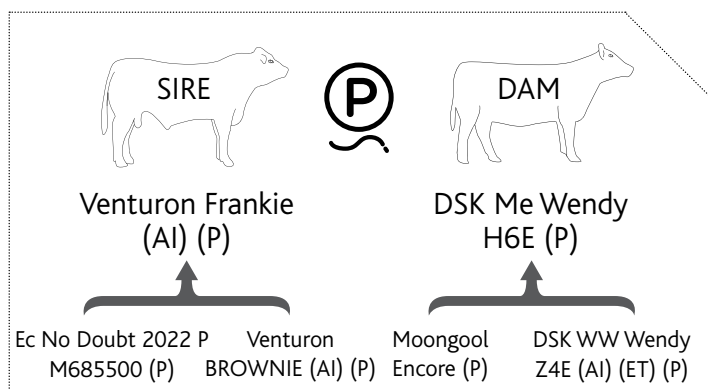 SIRE
P
DAM
Venturon Frankie
(AI) (P)
DSK Me Wendy
H6E (P)
Ec No Doubt 2022 P
M685500 (P)
Venturon
BROWNIE (AI) (P)
Moongool
Encore (P)
DSK WW Wendy
Z4E (AI) (ET) (P)